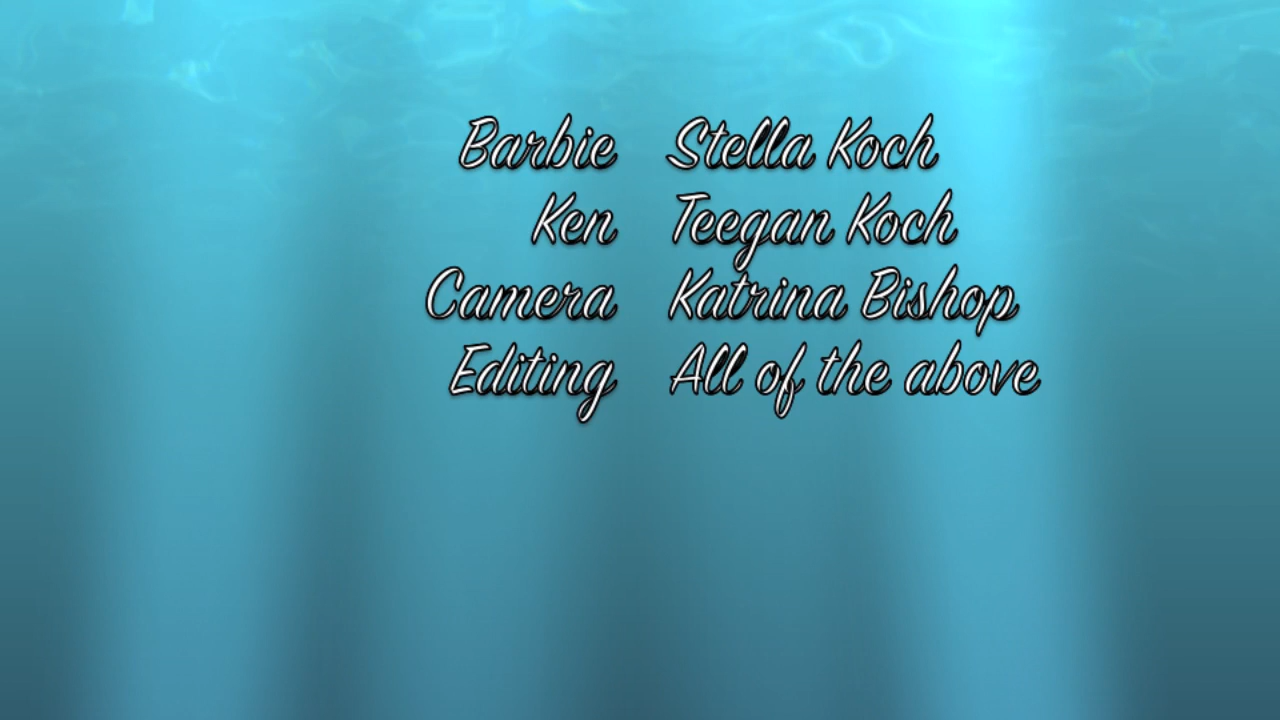 Barbie Stella Koch
Ken Teegan Koch
Camera Katrina Bishop
Editing All of the above